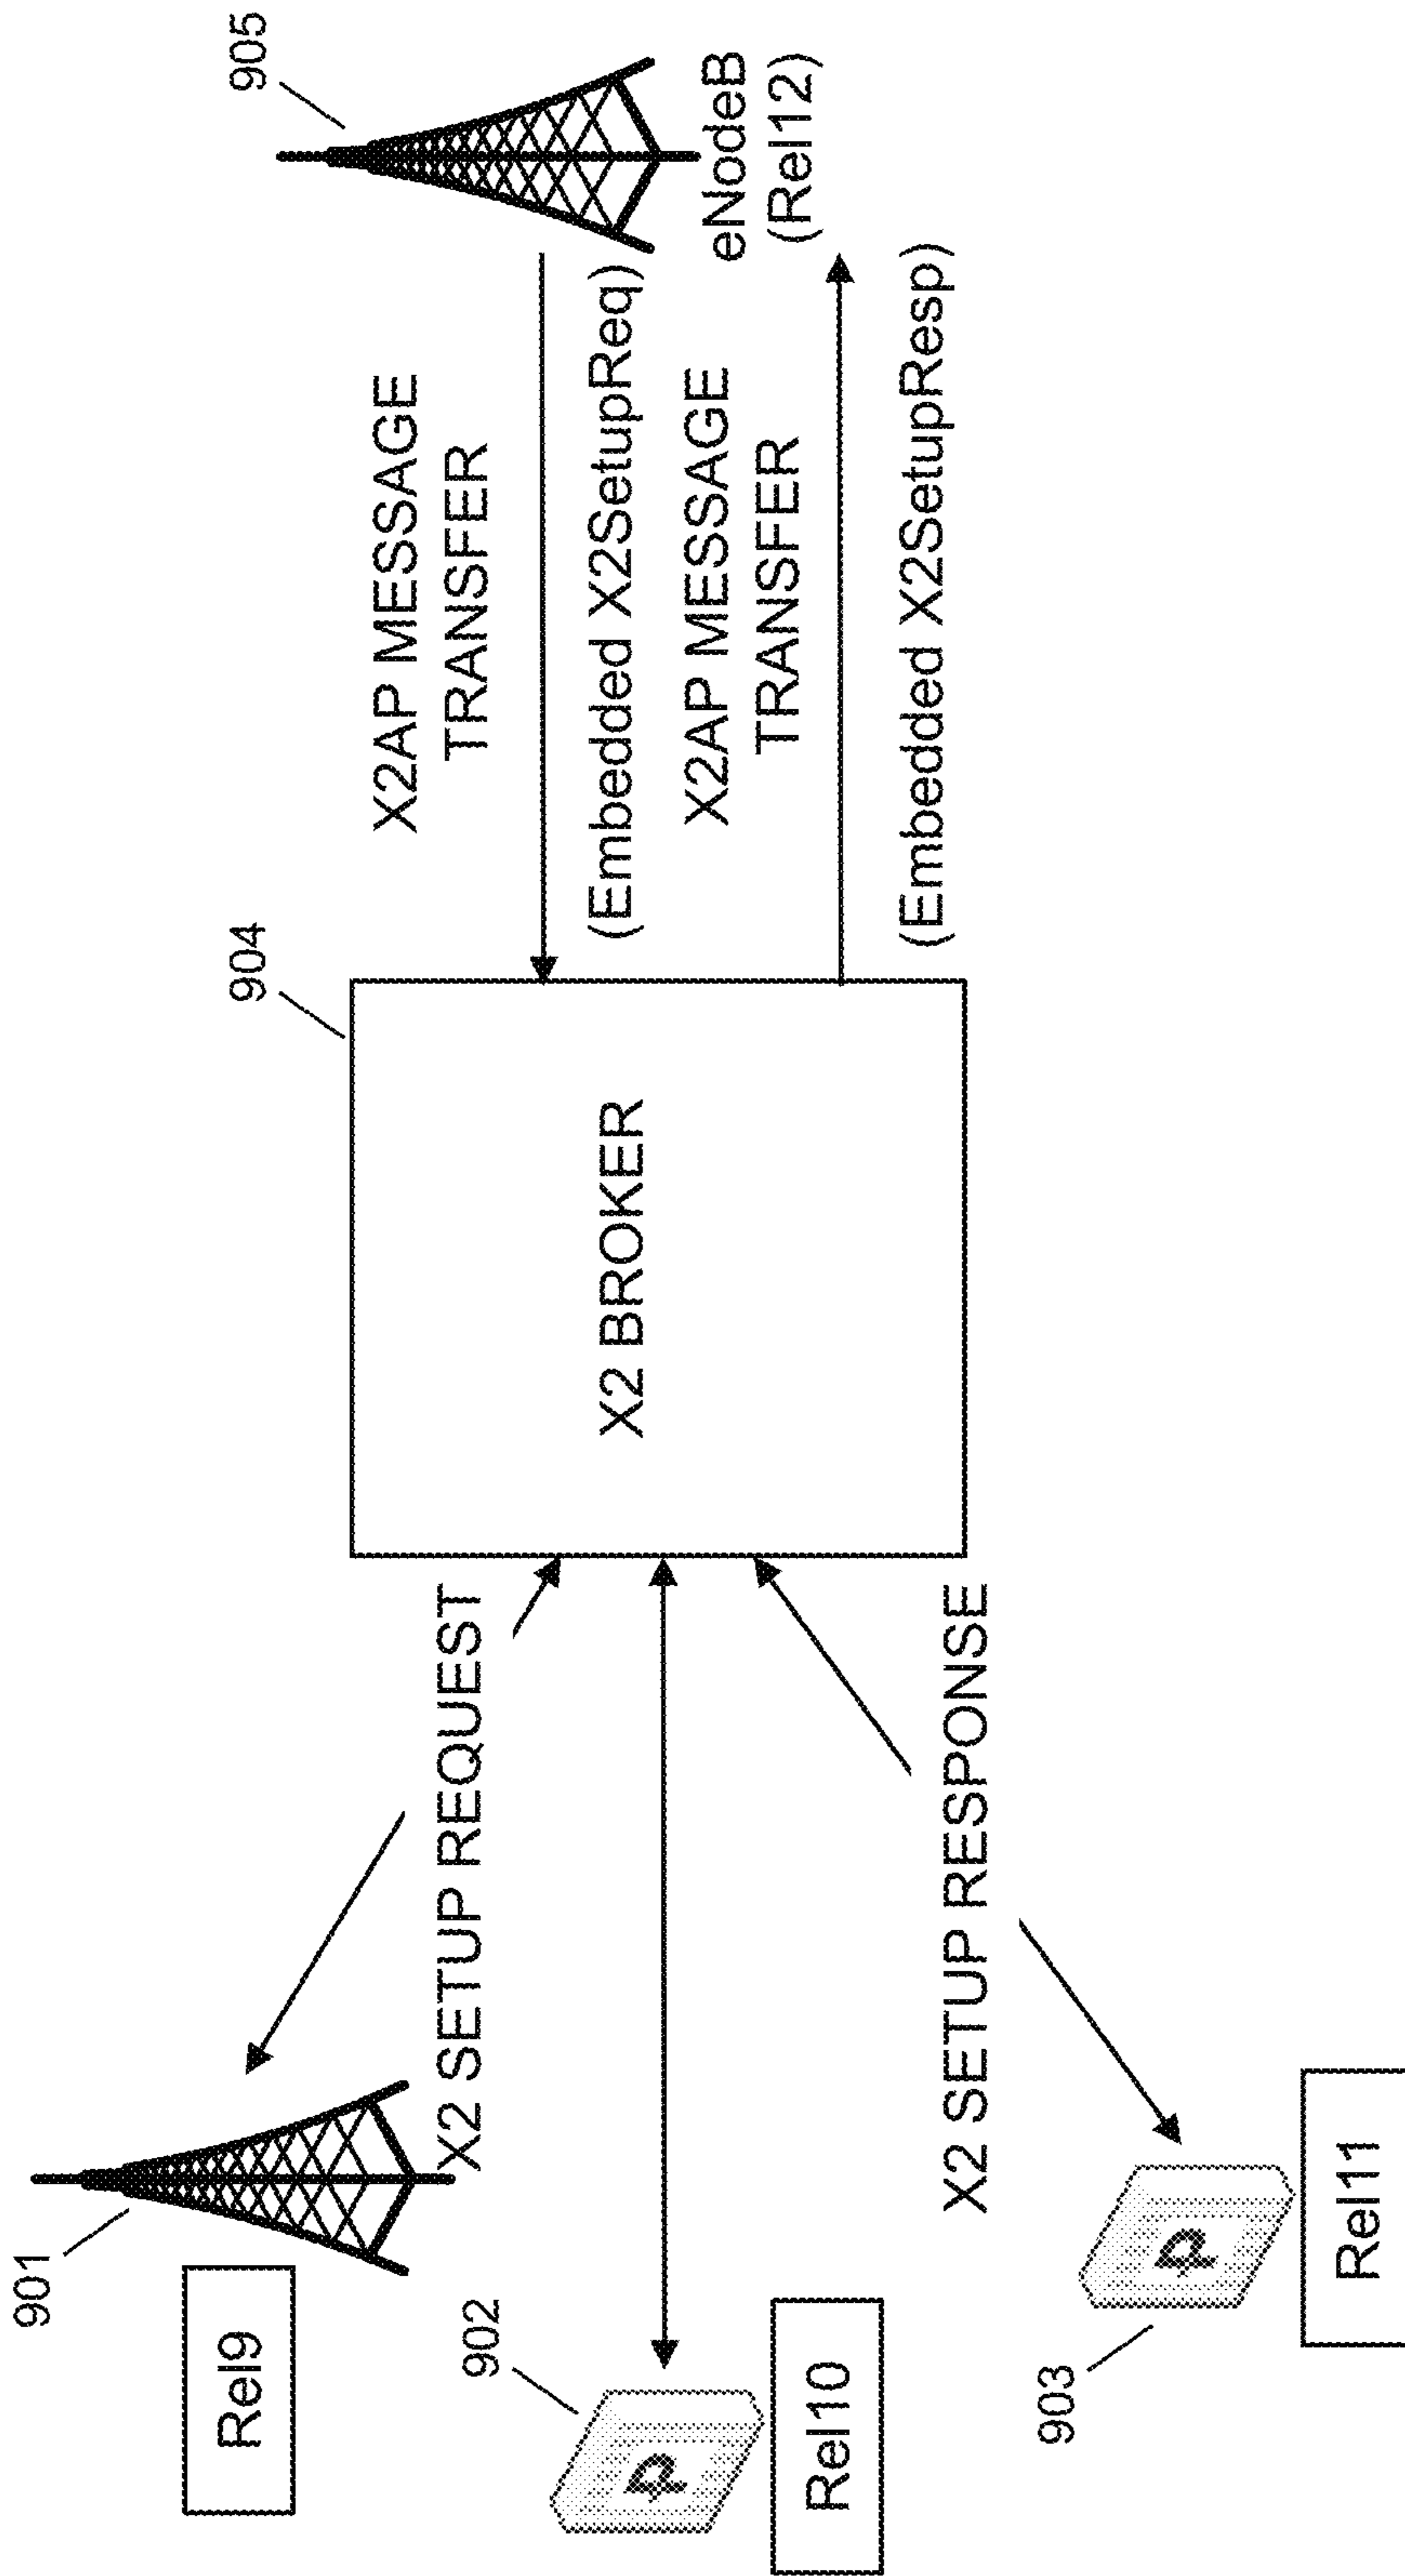 901
Rel9
902
Rel10
903
Rel11
X2 SETUP REQUEST
X2 SETUP RESPONSE
904
X2 BROKER
X2AP MESSAGE
TRANSFER
(Embedded X2SetupReq)
X2AP MESSAGE
TRANSFER
(Embedded X2SetupResp)
905
eNodeB
(Rel12)